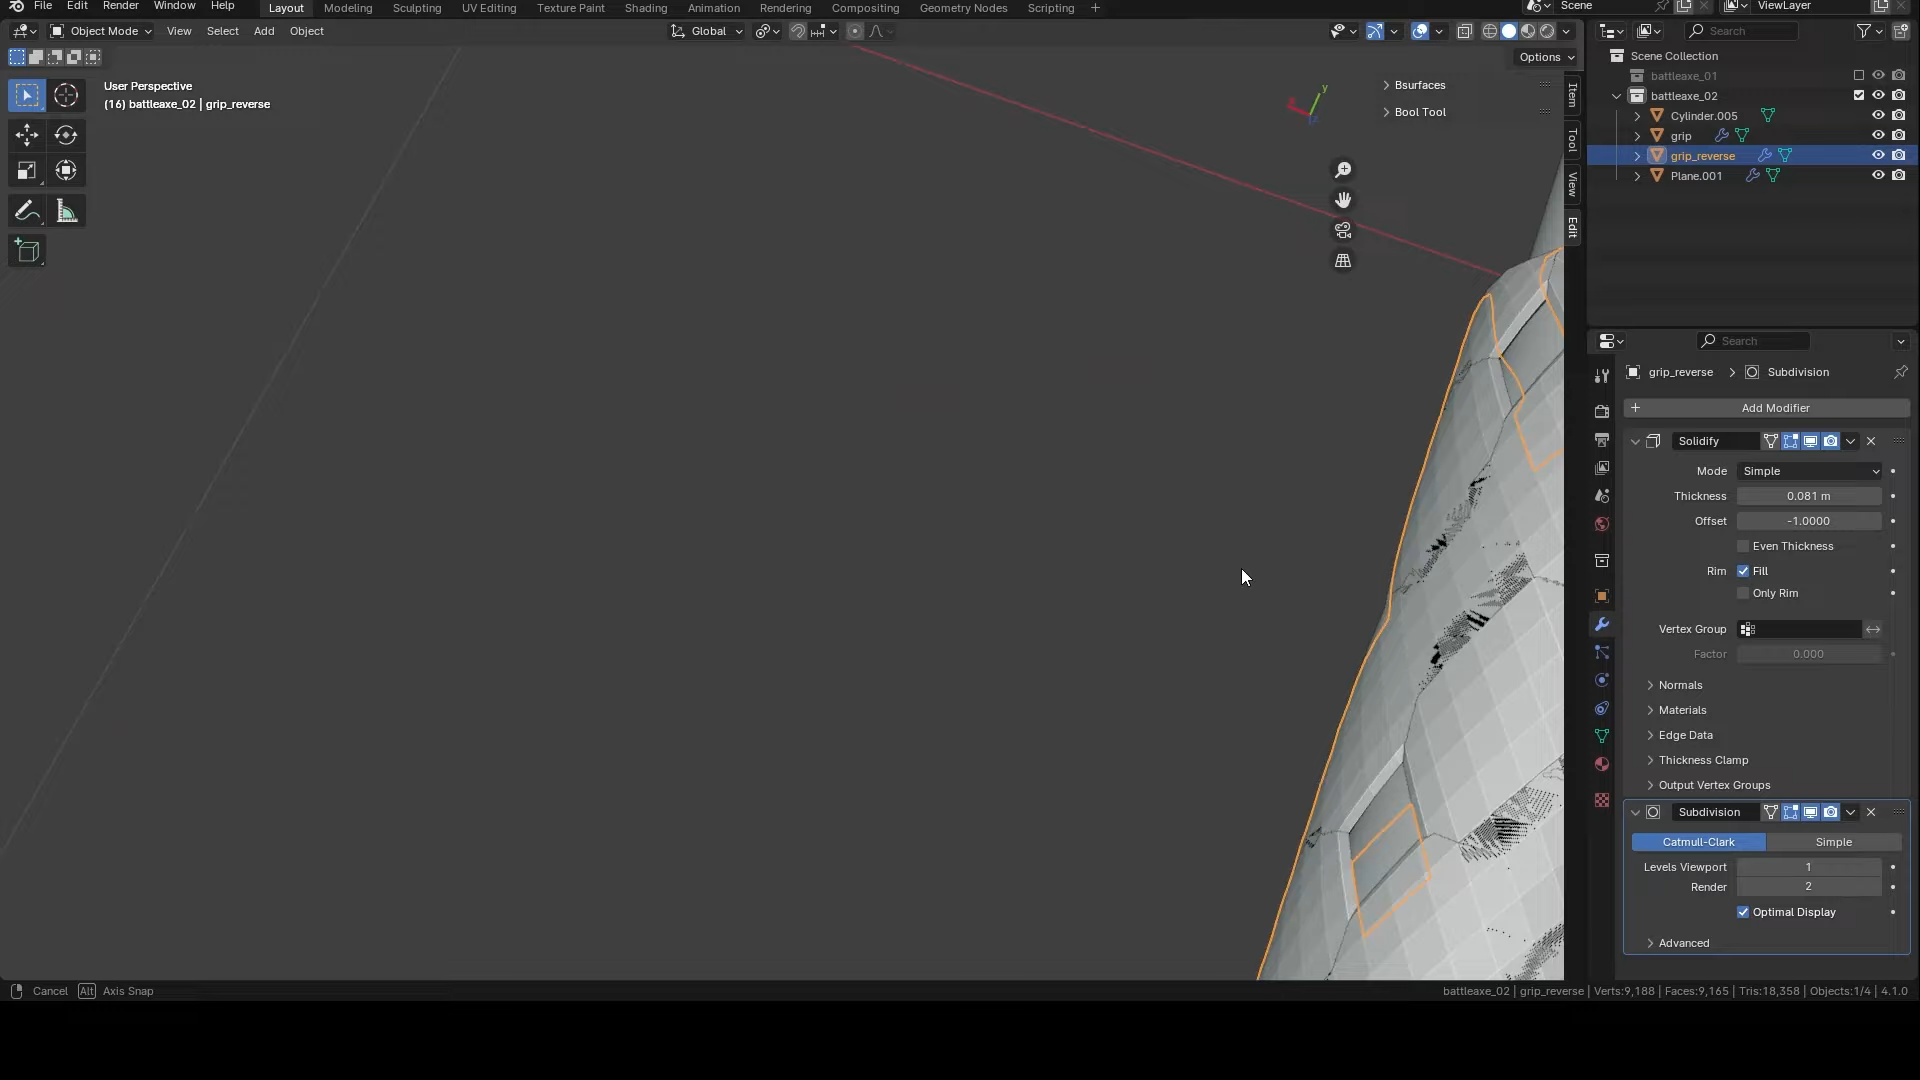 File Edit Render Window Help Layout Modeling Sculpting UV Editing Texture Paint Shading Animation Rendering Compositing Geometry Nodes Scripting + Scene ViewLayer
Object Mode View Select Add Object Global Search
Options
User Perspective
(16) battleaxe_02 | grip_reverse
Bsurfaces
Bool Tool
Item
Tool
View
Edit
X
Y
Z
Scene Collection
battleaxe_01
battleaxe_02
Cylinder.005
grip
grip_reverse
Plane.001
Search
grip_reverse > Subdivision
+ Add Modifier
Solidify
Mode Simple
Thickness 0.081 m
Offset -1.0000
Even Thickness
Rim Fill
Only Rim
Vertex Group
Factor 0.000
Normals
Materials
Edge Data
Thickness Clamp
Output Vertex Groups
Subdivision
Catmull-Clark Simple
Levels Viewport 1
Render 2
Optimal Display
Advanced
Cancel Alt Axis Snap
battleaxe_02 | grip_reverse | Verts:9,188 | Faces:9,165 | Tris:18,358 | Objects:1/4 | 4.1.0